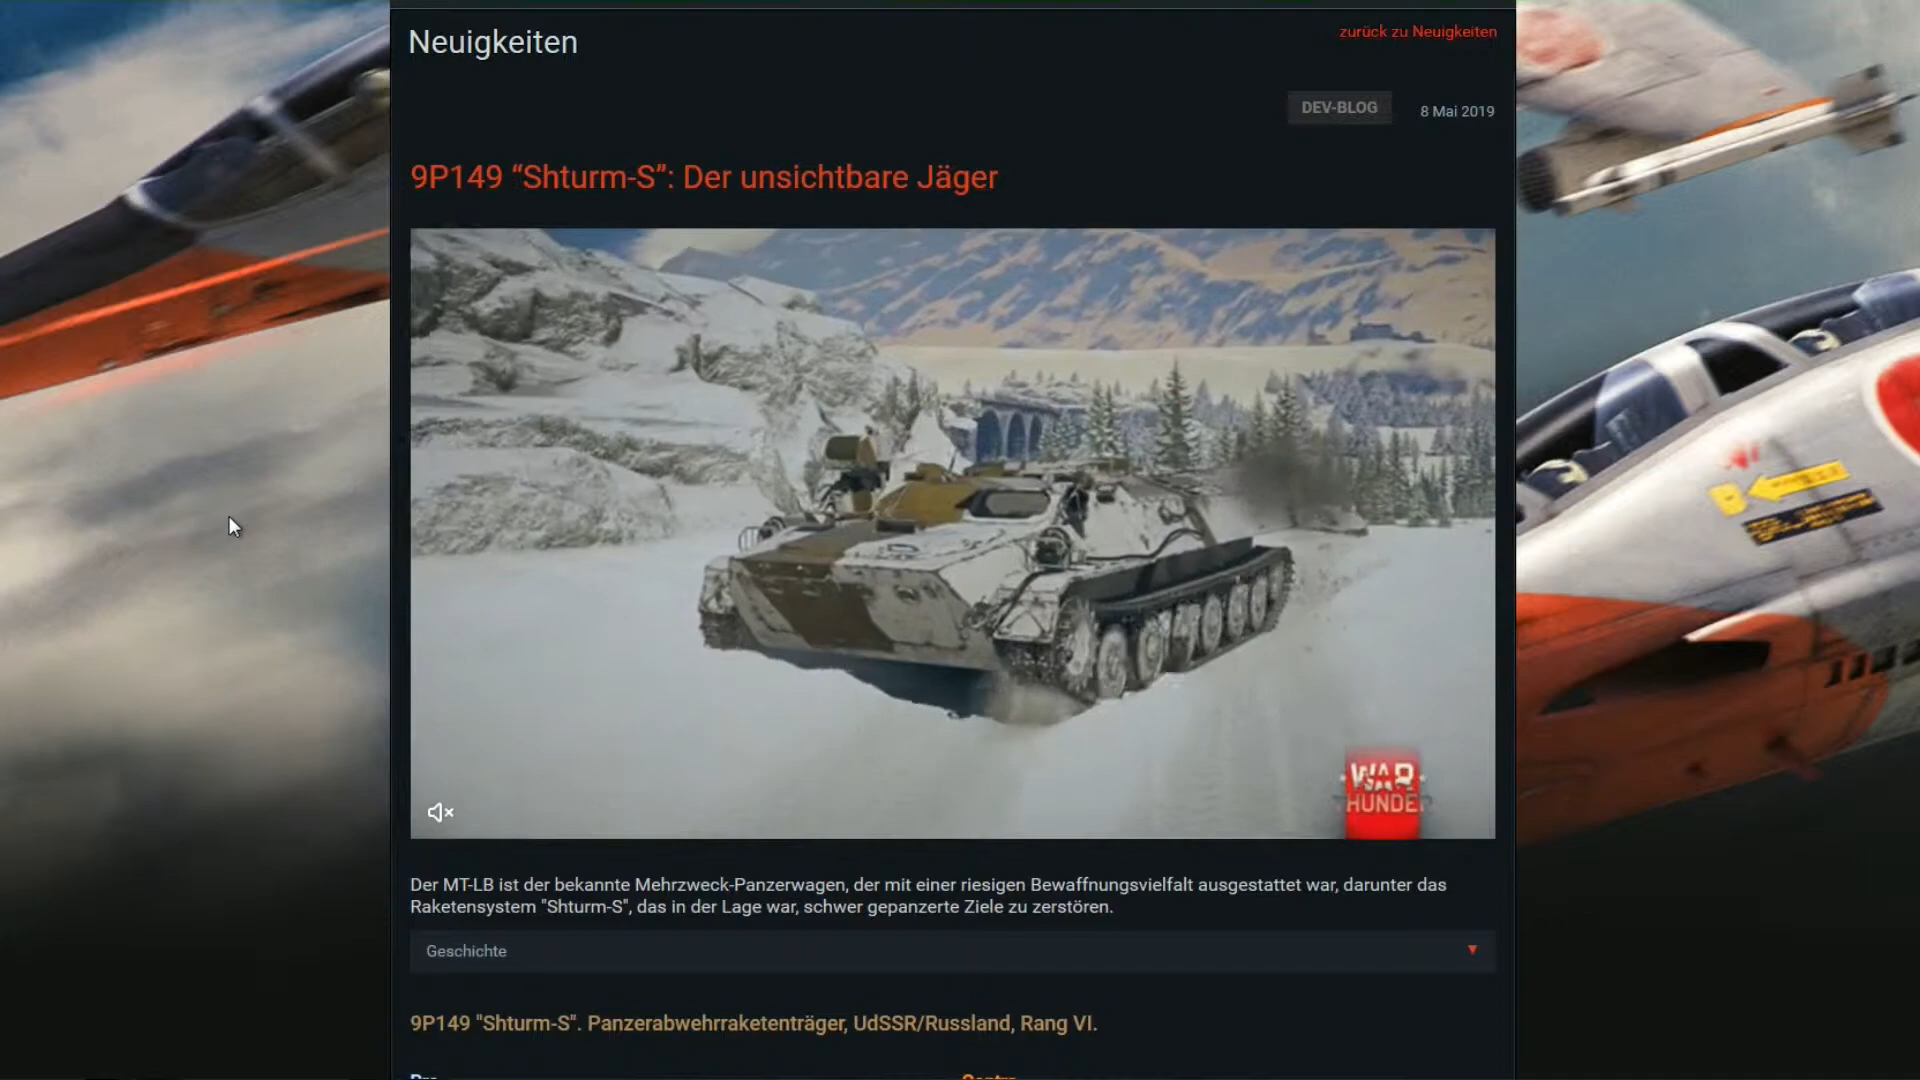 Neuigkeiten
zurück zu Neuigkeiten
DEV-BLOG
8 Mai 2019
9P149 “Shturm-S”: Der unsichtbare Jäger
WAR
Der MT-LB ist der bekannte Mehrzweck-Panzerwagen, der mit einer riesigen Bewaffnungsvielfalt ausgestattet war, darunter das
Raketensystem "Shturm-S", das in der Lage war, schwer gepanzerte Ziele zu zerstören.
Geschichte
9P149 "Shturm-S". Panzerabwehrraketenträger, UdSSR/Russland, Rang VI.